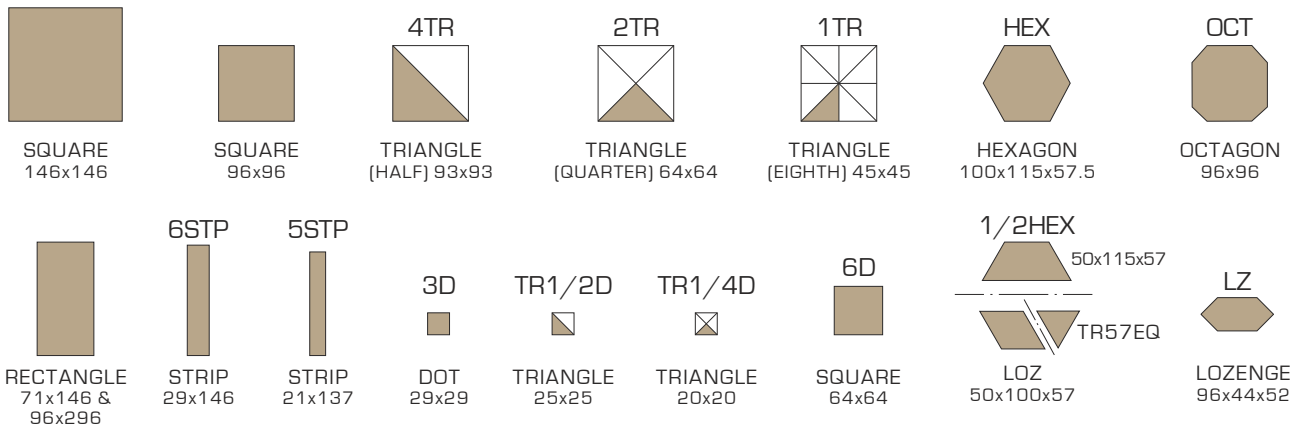 4TR
2TR
1TR
HEX
OCT
SQUARE
146x146
SQUARE
96x96
TRIANGLE
(HALF) 93x93
TRIANGLE
(QUARTER) 64x64
TRIANGLE
(EIGHTH) 45x45
HEXAGON
100x115x57.5
OCTAGON
96x96
6STP
5STP
3D
TR1/2D
TR1/4D
6D
1/2HEX
50x115x57
LZ
TR57EQ
RECTANGLE
71x146 &
96x296
STRIP
29x146
STRIP
21x137
DOT
29x29
TRIANGLE
25x25
TRIANGLE
20x20
SQUARE
64x64
LOZ
50x100x57
LOZENGE
96x44x52